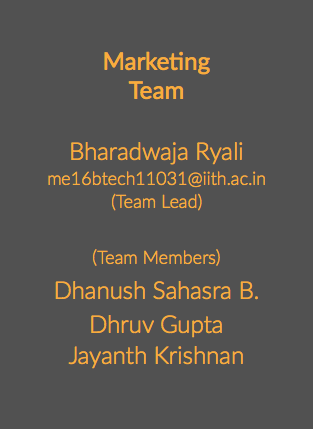 Marketing
Team
Bharadwaja Ryali
me16btech11031@iith.ac.in
(Team Lead)
(Team Members)
Dhanush Sahasra B.
Dhruv Gupta
Jayanth Krishnan